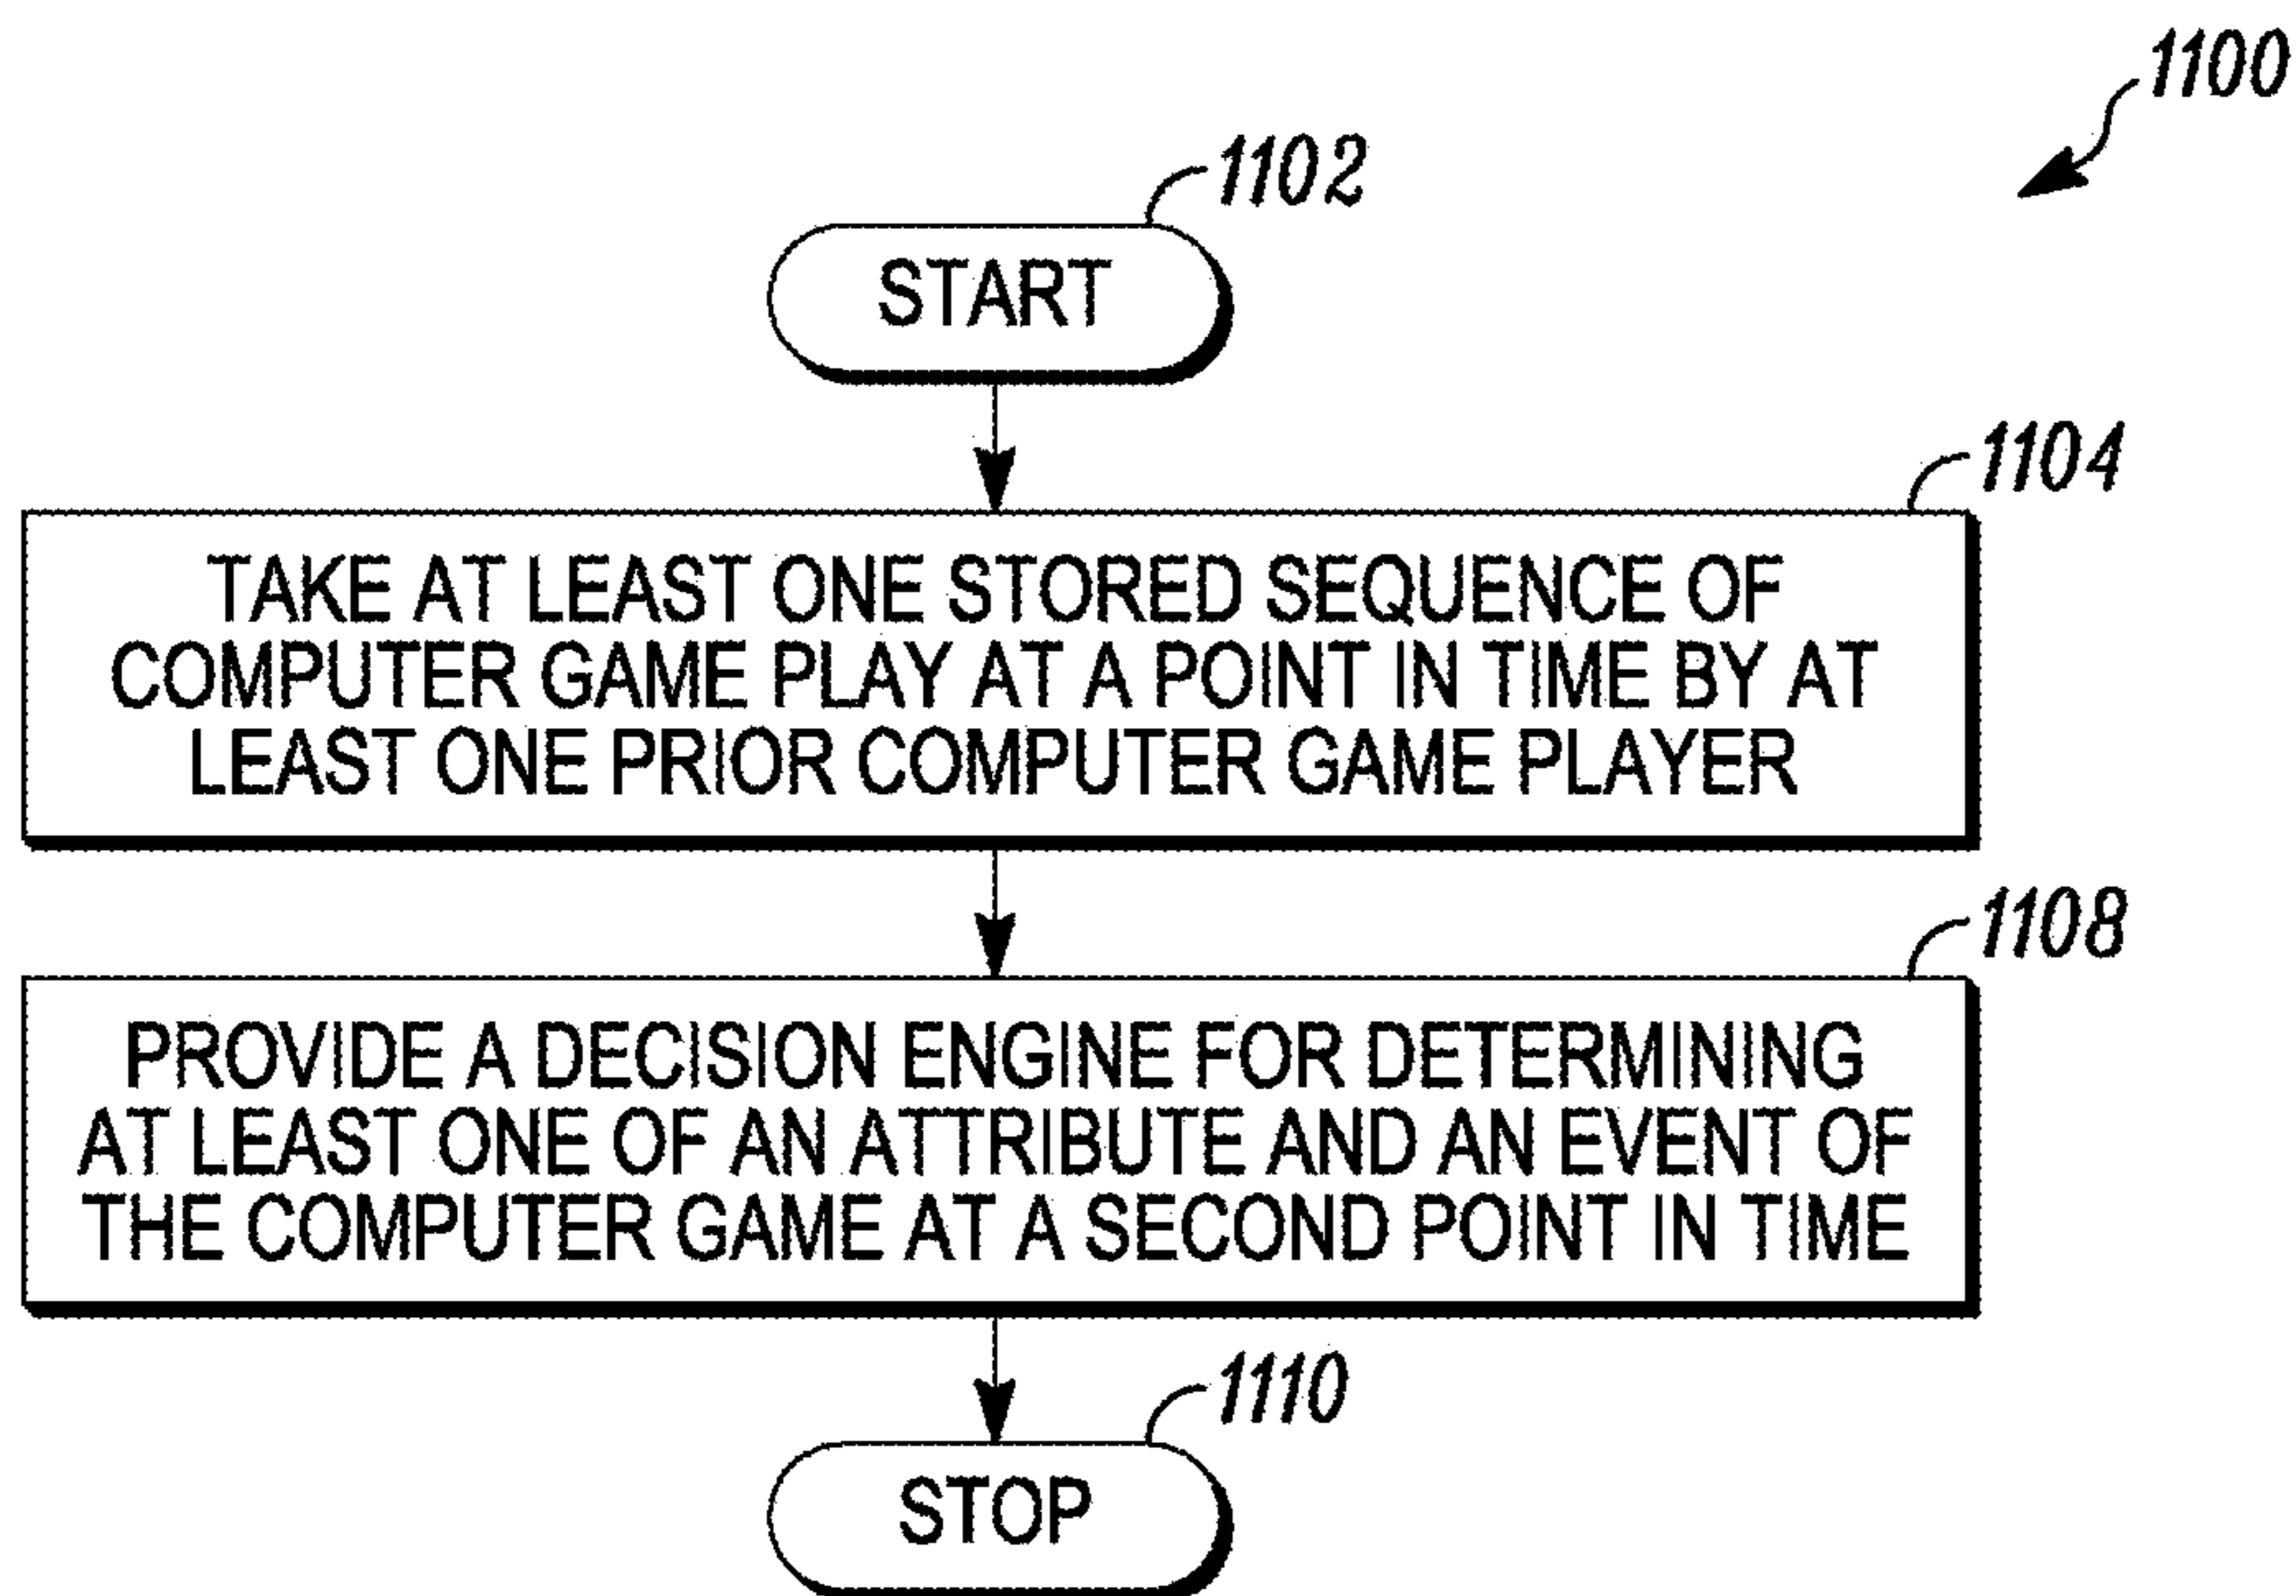 1100
1102
START
1104
TAKE AT LEAST ONE STORED SEQUENCE OF
COMPUTER GAME PLAY AT A POINT IN TIME BY AT
LEAST ONE PRIOR COMPUTER GAME PLAYER
1108
PROVIDE A DECISION ENGINE FOR DETERMINING
AT LEAST ONE OF AN ATTRIBUTE AND AN EVENT OF
THE COMPUTER GAME AT A SECOND POINT IN TIME
1110
STOP